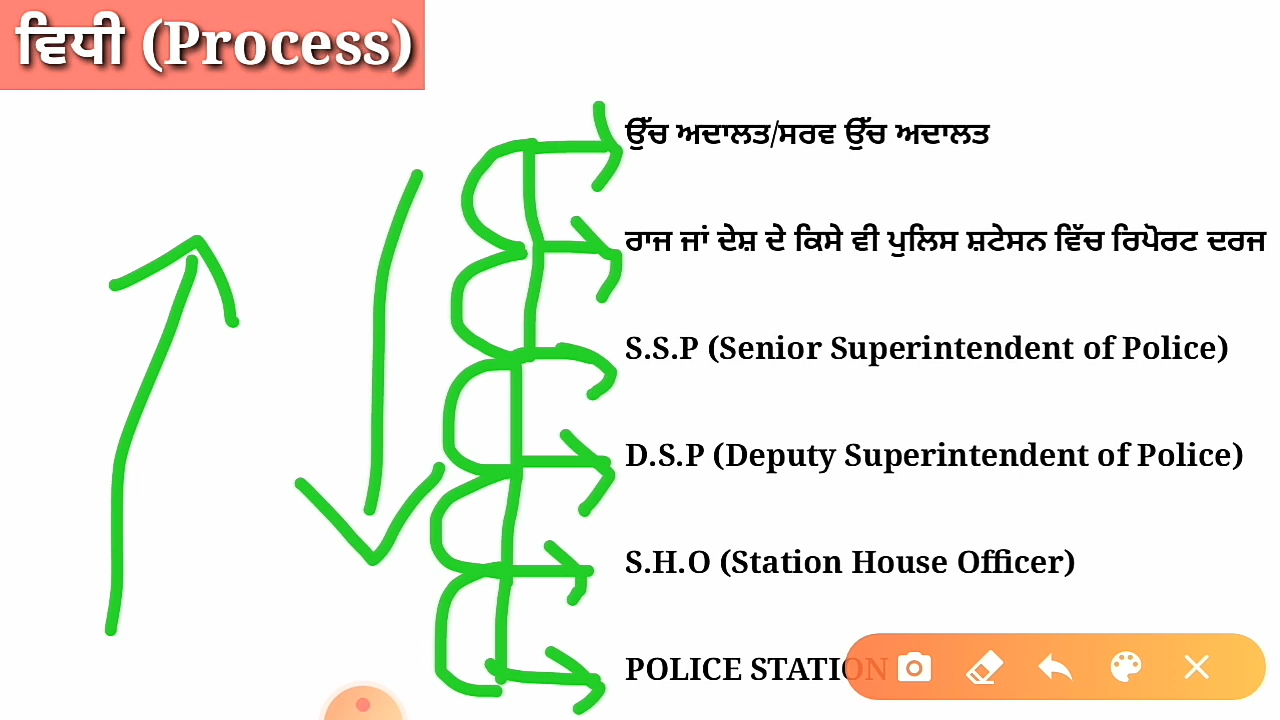 ਵਿਧੀ (Process)
ਉੱਚ ਅਦਾਲਤ/ਸਰਵ ਉੱਚ ਅਦਾਲਤ
ਰਾਜ ਜਾਂ ਦੇਸ਼ ਦੇ ਕਿਸੇ ਵੀ ਪੁਲਿਸ ਸ਼ਟੇਸਨ ਵਿੱਚ ਰਿਪੋਰਟ ਦਰਜ
S.S.P (Senior Superintendent of Police)
D.S.P (Deputy Superintendent of Police)
S.H.O (Station House Officer)
POLICE STATION